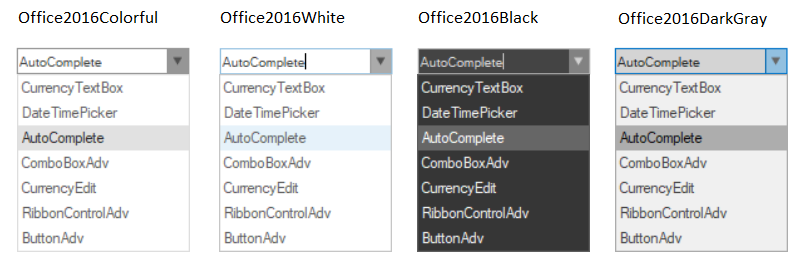 Office2016Colorful
Office2016White
Office2016Black
Office2016DarkGray
AutoComplete
CurrencyTextBox
DateTimePicker
AutoComplete
ComboBoxAdv
CurrencyEdit
RibbonControlAdv
ButtonAdv
AutoComplete
CurrencyTextBox
DateTimePicker
AutoComplete
ComboBoxAdv
CurrencyEdit
RibbonControlAdv
ButtonAdv
AutoComplete
CurrencyTextBox
DateTimePicker
AutoComplete
ComboBoxAdv
CurrencyEdit
RibbonControlAdv
ButtonAdv
AutoComplete
CurrencyTextBox
DateTimePicker
AutoComplete
ComboBoxAdv
CurrencyEdit
RibbonControlAdv
ButtonAdv